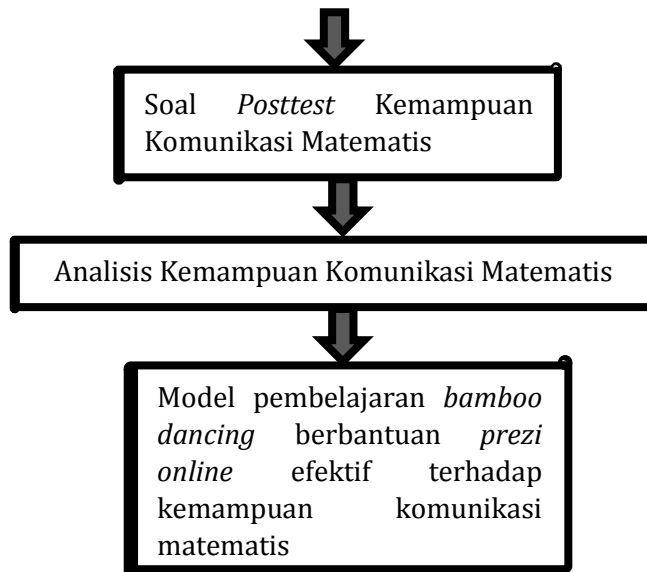 Soal Posttest Kemampuan
Komunikasi Matematis
Analisis Kemampuan Komunikasi Matematis
Model pembelajaran bamboo
dancing berbantuan prezi
online efektif terhadap
kemampuan komunikasi
matematis